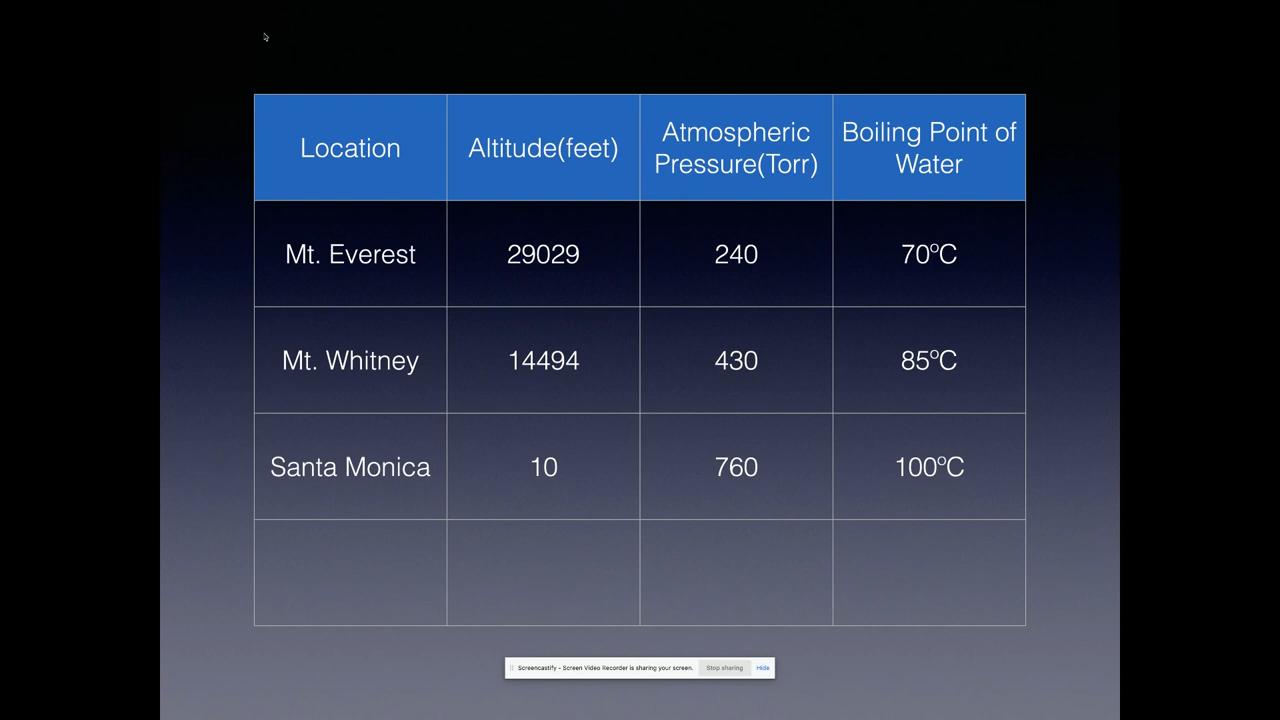 Location
Altitude(feet)
Atmospheric
Pressure(Torr)
Boiling Point of
Water
Mt. Everest
29029
240
70ºC
Mt. Whitney
14494
430
85ºC
Santa Monica
10
760
100ºC
Screencastify - Screen Video Recorder is sharing your screen.
Stop sharing
Hide